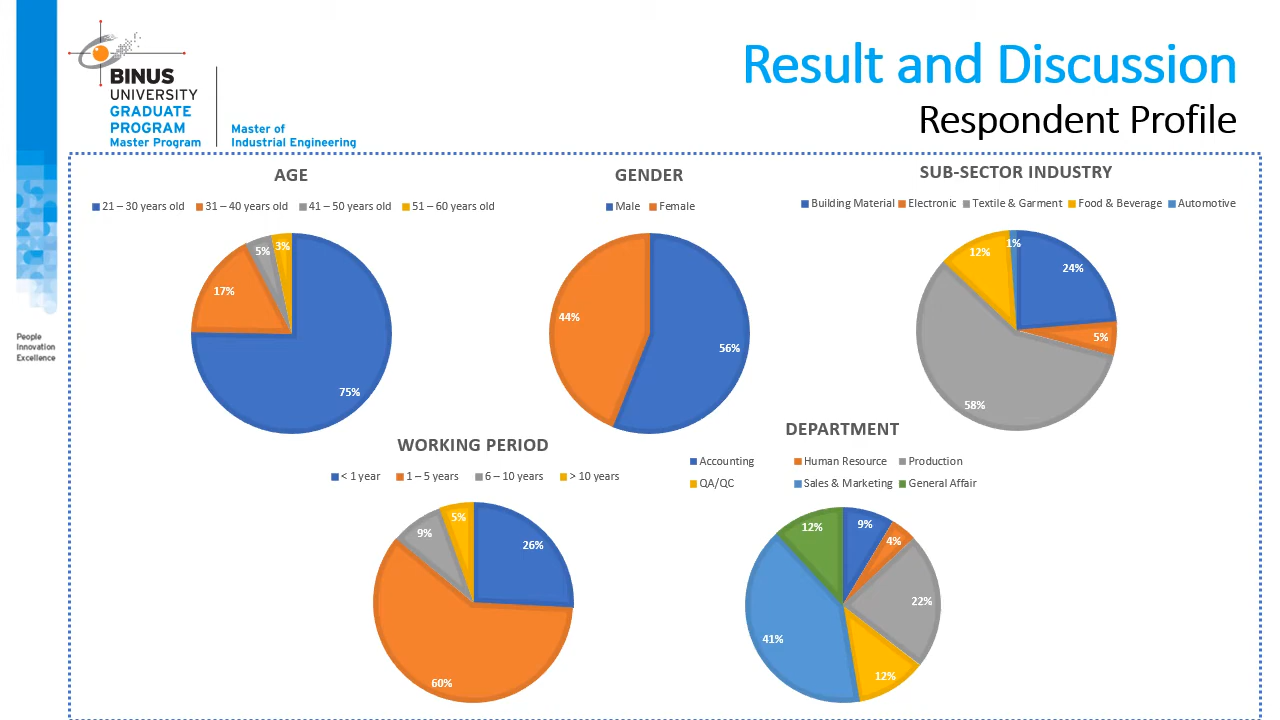 Result and Discussion
Respondent Profile
BINUS
UNIVERSITY
GRADUATE
PROGRAM
Master Program
Master of
Industrial Engineering
People
Innovation
Excellence
AGE
21 – 30 years old 31 – 40 years old 41 – 50 years old 51 – 60 years old
3%
5%
17%
75%
GENDER
Male Female
44%
56%
SUB-SECTOR INDUSTRY
Building Material Electronic Textile & Garment Food & Beverage Automotive
1%
12%
24%
5%
58%
WORKING PERIOD
< 1 year 1 – 5 years 6 – 10 years > 10 years
5%
9%
26%
60%
DEPARTMENT
Accounting Human Resource Production
QA/QC Sales & Marketing General Affair
12%
9%
4%
22%
41%
12%